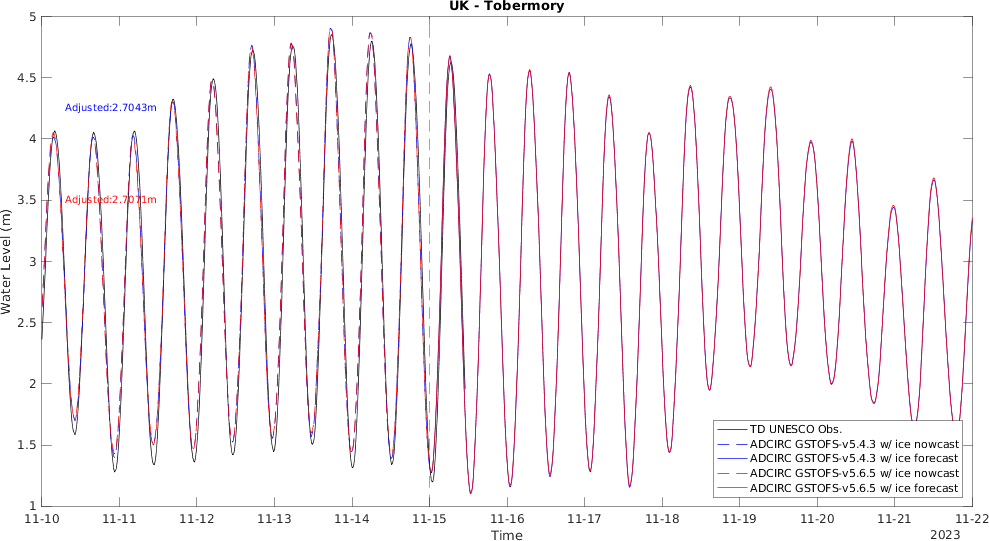 UK - Tobermory
5
4.5
4
3.5
3
2.5
2
1.5
1
Water Level (m)
Adjusted:2.7043m
Adjusted:2.7071m
TD UNESCO Obs.
ADCIRC GSTOFS-v5.4.3 w/ ice nowcast
ADCIRC GSTOFS-v5.4.3 w/ ice forecast
ADCIRC GSTOFS-v5.6.5 w/ ice nowcast
ADCIRC GSTOFS-v5.6.5 w/ ice forecast
11-10 11-11 11-12 11-13 11-14 11-15 11-16 11-17 11-18 11-19 11-20 11-21 11-22
Time
2023